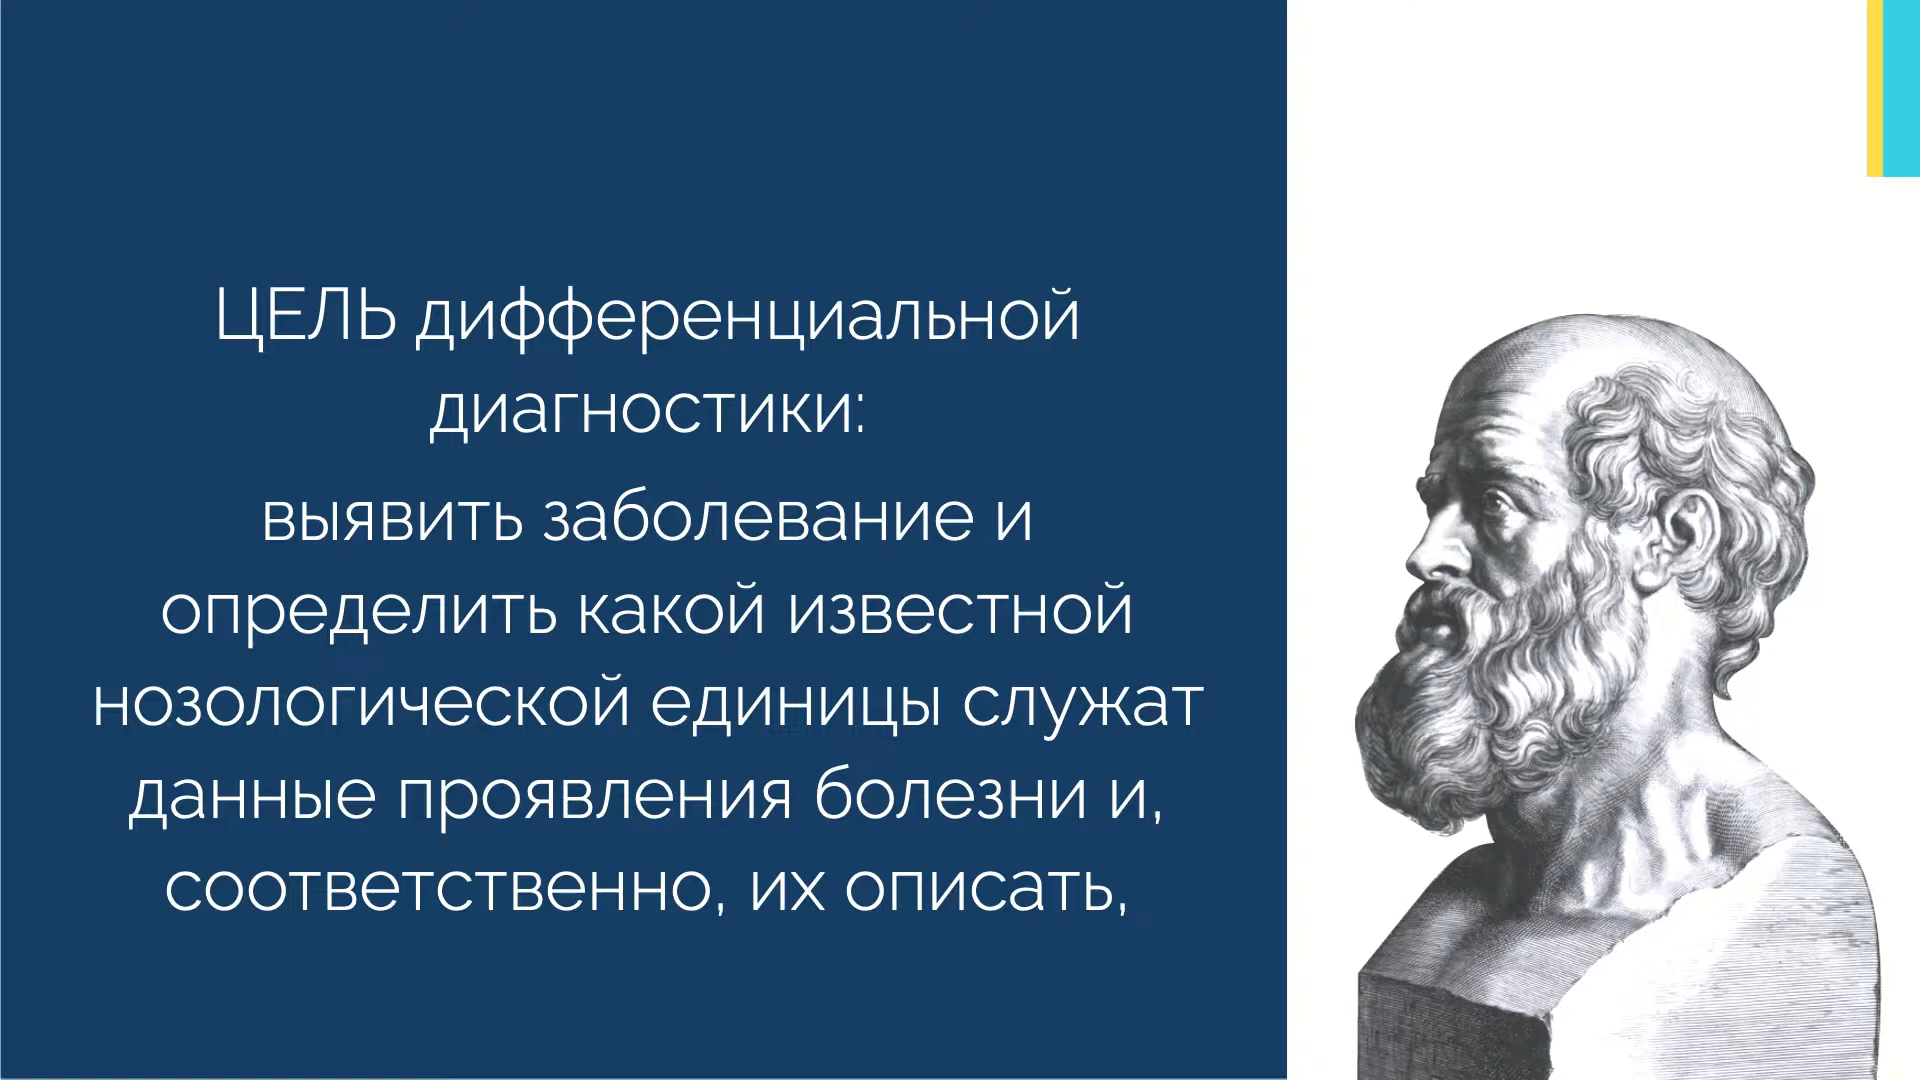 ЦЕЛЬ дифференциальной
диагностики:
выявить заболевание и
определить какой известной
нозологической единицы служат
данные проявления болезни и,
соответственно, их описать,